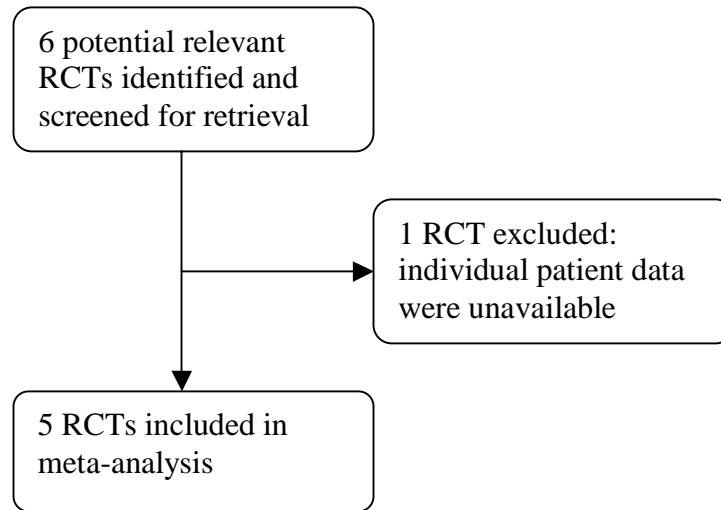 6 potential relevant
RCTs identified and
screened for retrieval
1 RCT excluded:
individual patient data
were unavailable
5 RCTs included in
meta-analysis